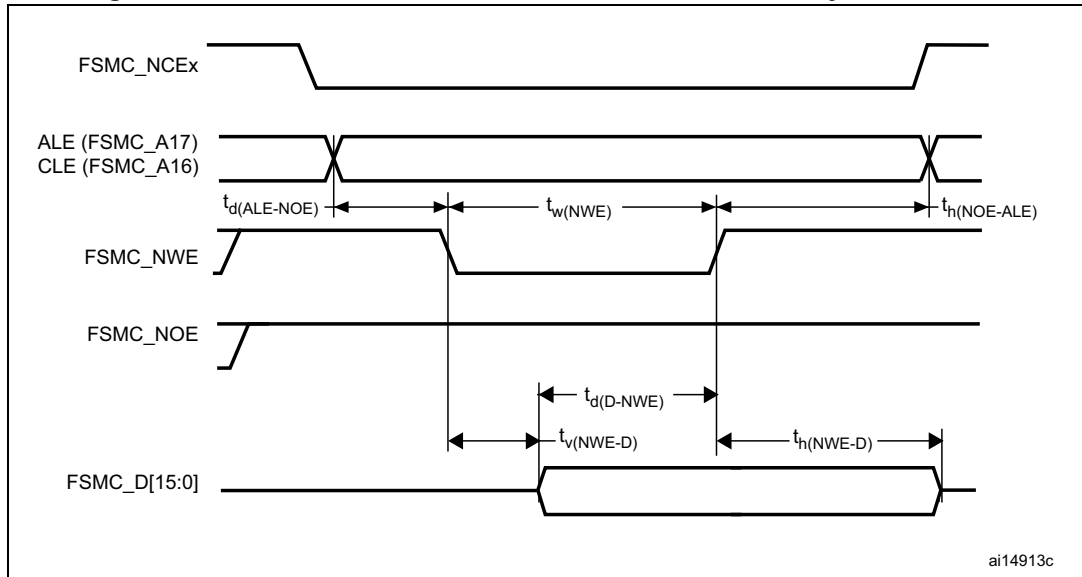 FSMC_NCEx
ALE (FSMC_A17)
CLE (FSMC_A16)
td(ALE-NOE)
tw(NWE)
th(NOE-ALE)
FSMC_NWE
FSMC_NOE
td(D-NWE)
tv(NWE-D)
th(NWE-D)
FSMC_D[15:0]
ai14913c